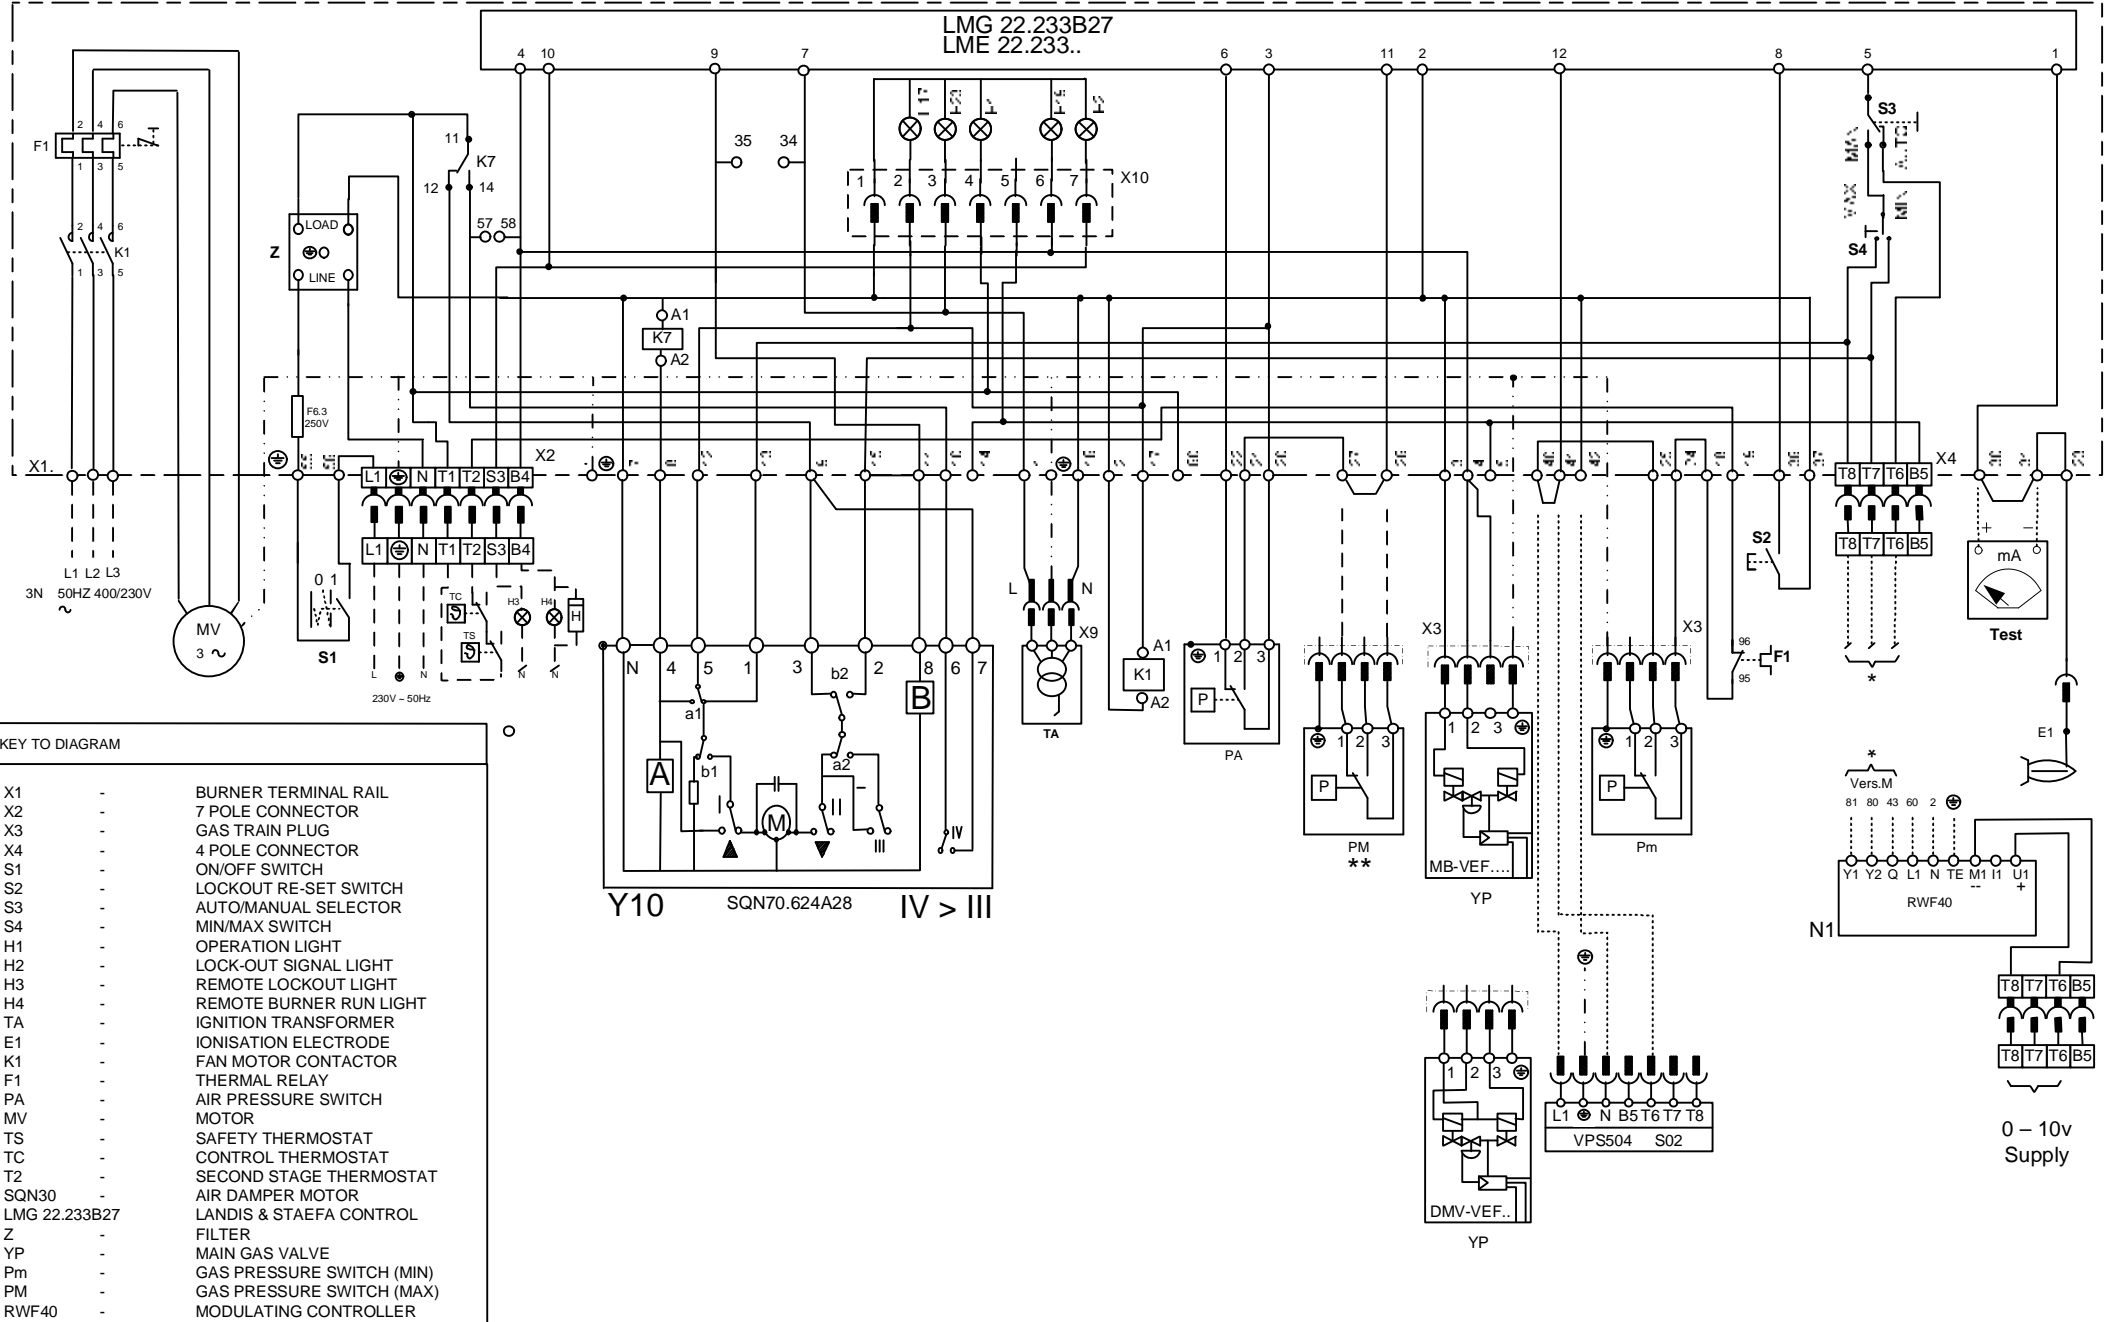 LMG 22.233B27
LME 22.233..
4 10 9 7 6 3 11 2 12 8 5 1
2 4 6
F1
1 3 5
2 4 6
K1
1 3 5
LOAD
Z
LINE
11
K7
12 14
57 58
35 34
1 2 3 4 5 6 7
X10
S3
S4
A1
K7
A2
F6.3
250V
X1.
X2
L1 N T1 T2 S3 B4
L1 N T1 T2 S3 B4
X4
T8 T7 T6 B5
T8 T7 T6 B5
*
L1 L2 L3
3N 50HZ 400/230V
~
MV
3 ~
0 1
S1
TC
TS
H3
H4
H
L N N N
230V ~ 50Hz
N 4 5 1 3 2 8 6 7
a1
b2
A
B
b1
a2
I
II
III
IV
M
Y10
SQN70.624A28
IV > III
L N
X9
TA
A1
K1
A2
1 2 3
P
PA
1 2 3
P
PM
**
X3
1 2 3
MB-VEF....
YP
X3
1 2 3
P
Pm
96
F1
95
S2
+ –
mA
Test
E1
*
Vers.M
81 80 43 60 2
Y1 Y2 Q L1 N TE M1 I1 U1
-- +
RWF40
N1
T8 T7 T6 B5
T8 T7 T6 B5
0 – 10v
Supply
1 2 3
DMV-VEF..
YP
L1 N B5 T6 T7 T8
VPS504 S02
KEY TO DIAGRAM
X1 - BURNER TERMINAL RAIL
X2 - 7 POLE CONNECTOR
X3 - GAS TRAIN PLUG
X4 - 4 POLE CONNECTOR
S1 - ON/OFF SWITCH
S2 - LOCKOUT RE-SET SWITCH
S3 - AUTO/MANUAL SELECTOR
S4 - MIN/MAX SWITCH
H1 - OPERATION LIGHT
H2 - LOCK-OUT SIGNAL LIGHT
H3 - REMOTE LOCKOUT LIGHT
H4 - REMOTE BURNER RUN LIGHT
TA - IGNITION TRANSFORMER
E1 - IONISATION ELECTRODE
K1 - FAN MOTOR CONTACTOR
F1 - THERMAL RELAY
PA - AIR PRESSURE SWITCH
MV - MOTOR
TS - SAFETY THERMOSTAT
TC - CONTROL THERMOSTAT
T2 - SECOND STAGE THERMOSTAT
SQN30 - AIR DAMPER MOTOR
LMG 22.233B27 LANDIS & STAEFA CONTROL
Z - FILTER
YP - MAIN GAS VALVE
Pm - GAS PRESSURE SWITCH (MIN)
PM - GAS PRESSURE SWITCH (MAX)
RWF40 - MODULATING CONTROLLER